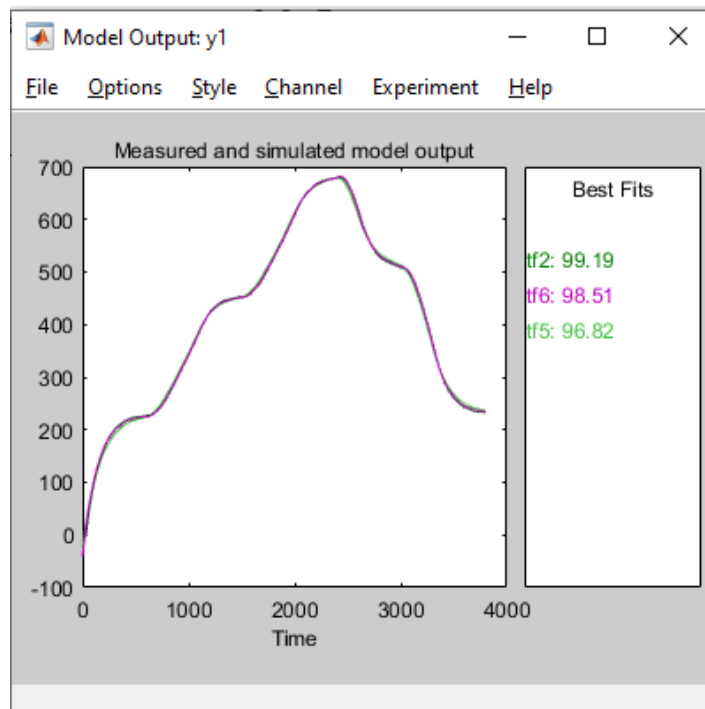 Model Output: y1
File Options Style Channel Experiment Help
Measured and simulated model output
700
600
500
400
300
200
100
0
-100
0 1000 2000 3000 4000
Time
Best Fits
tf2: 99.19
tf6: 98.51
tf5: 96.82